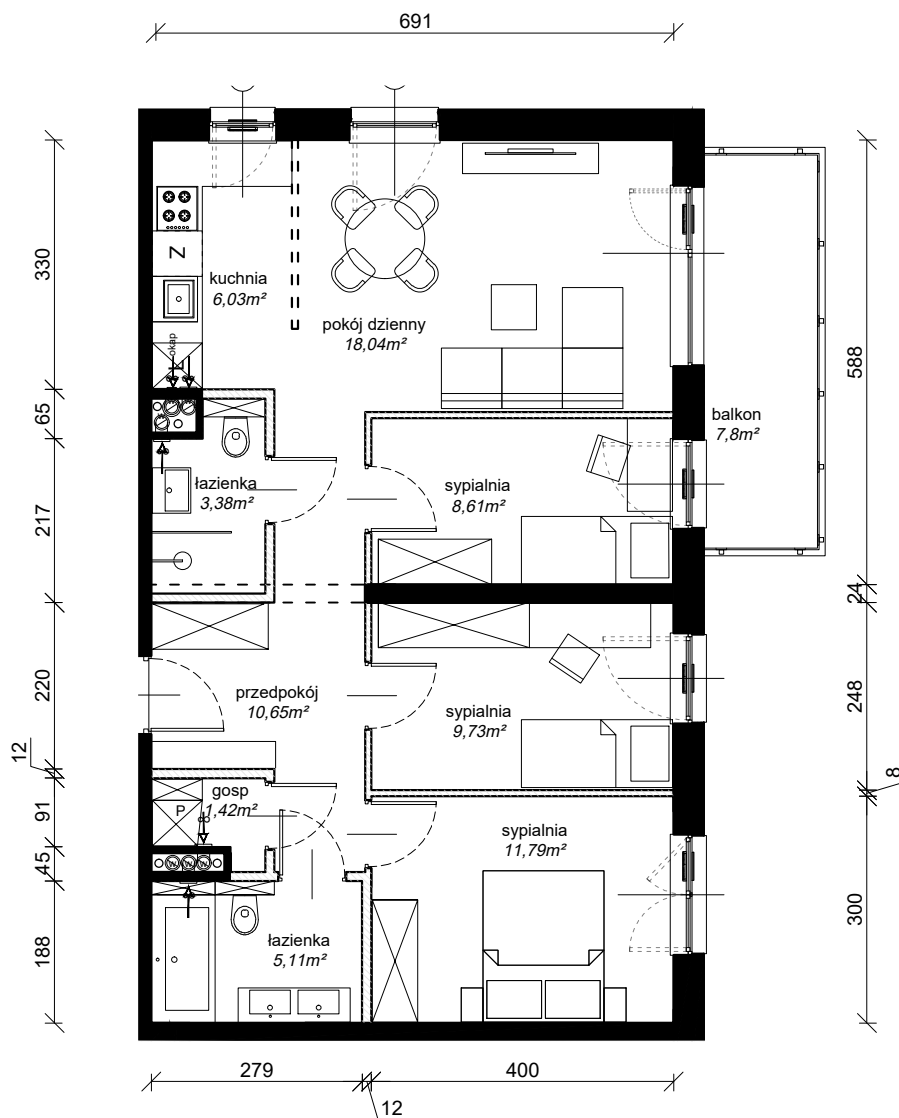 691
330
65
217
220
12
91
45
188
588
24
248
8
300
279
12
400
Z
okap
kuchnia
6,03m²
pokój dzienny
18,04m²
balkon
7,8m²
łazienka
3,38m²
sypialnia
8,61m²
przedpokój
10,65m²
sypialnia
9,73m²
gosp
1,42m²
P
sypialnia
11,79m²
łazienka
5,11m²